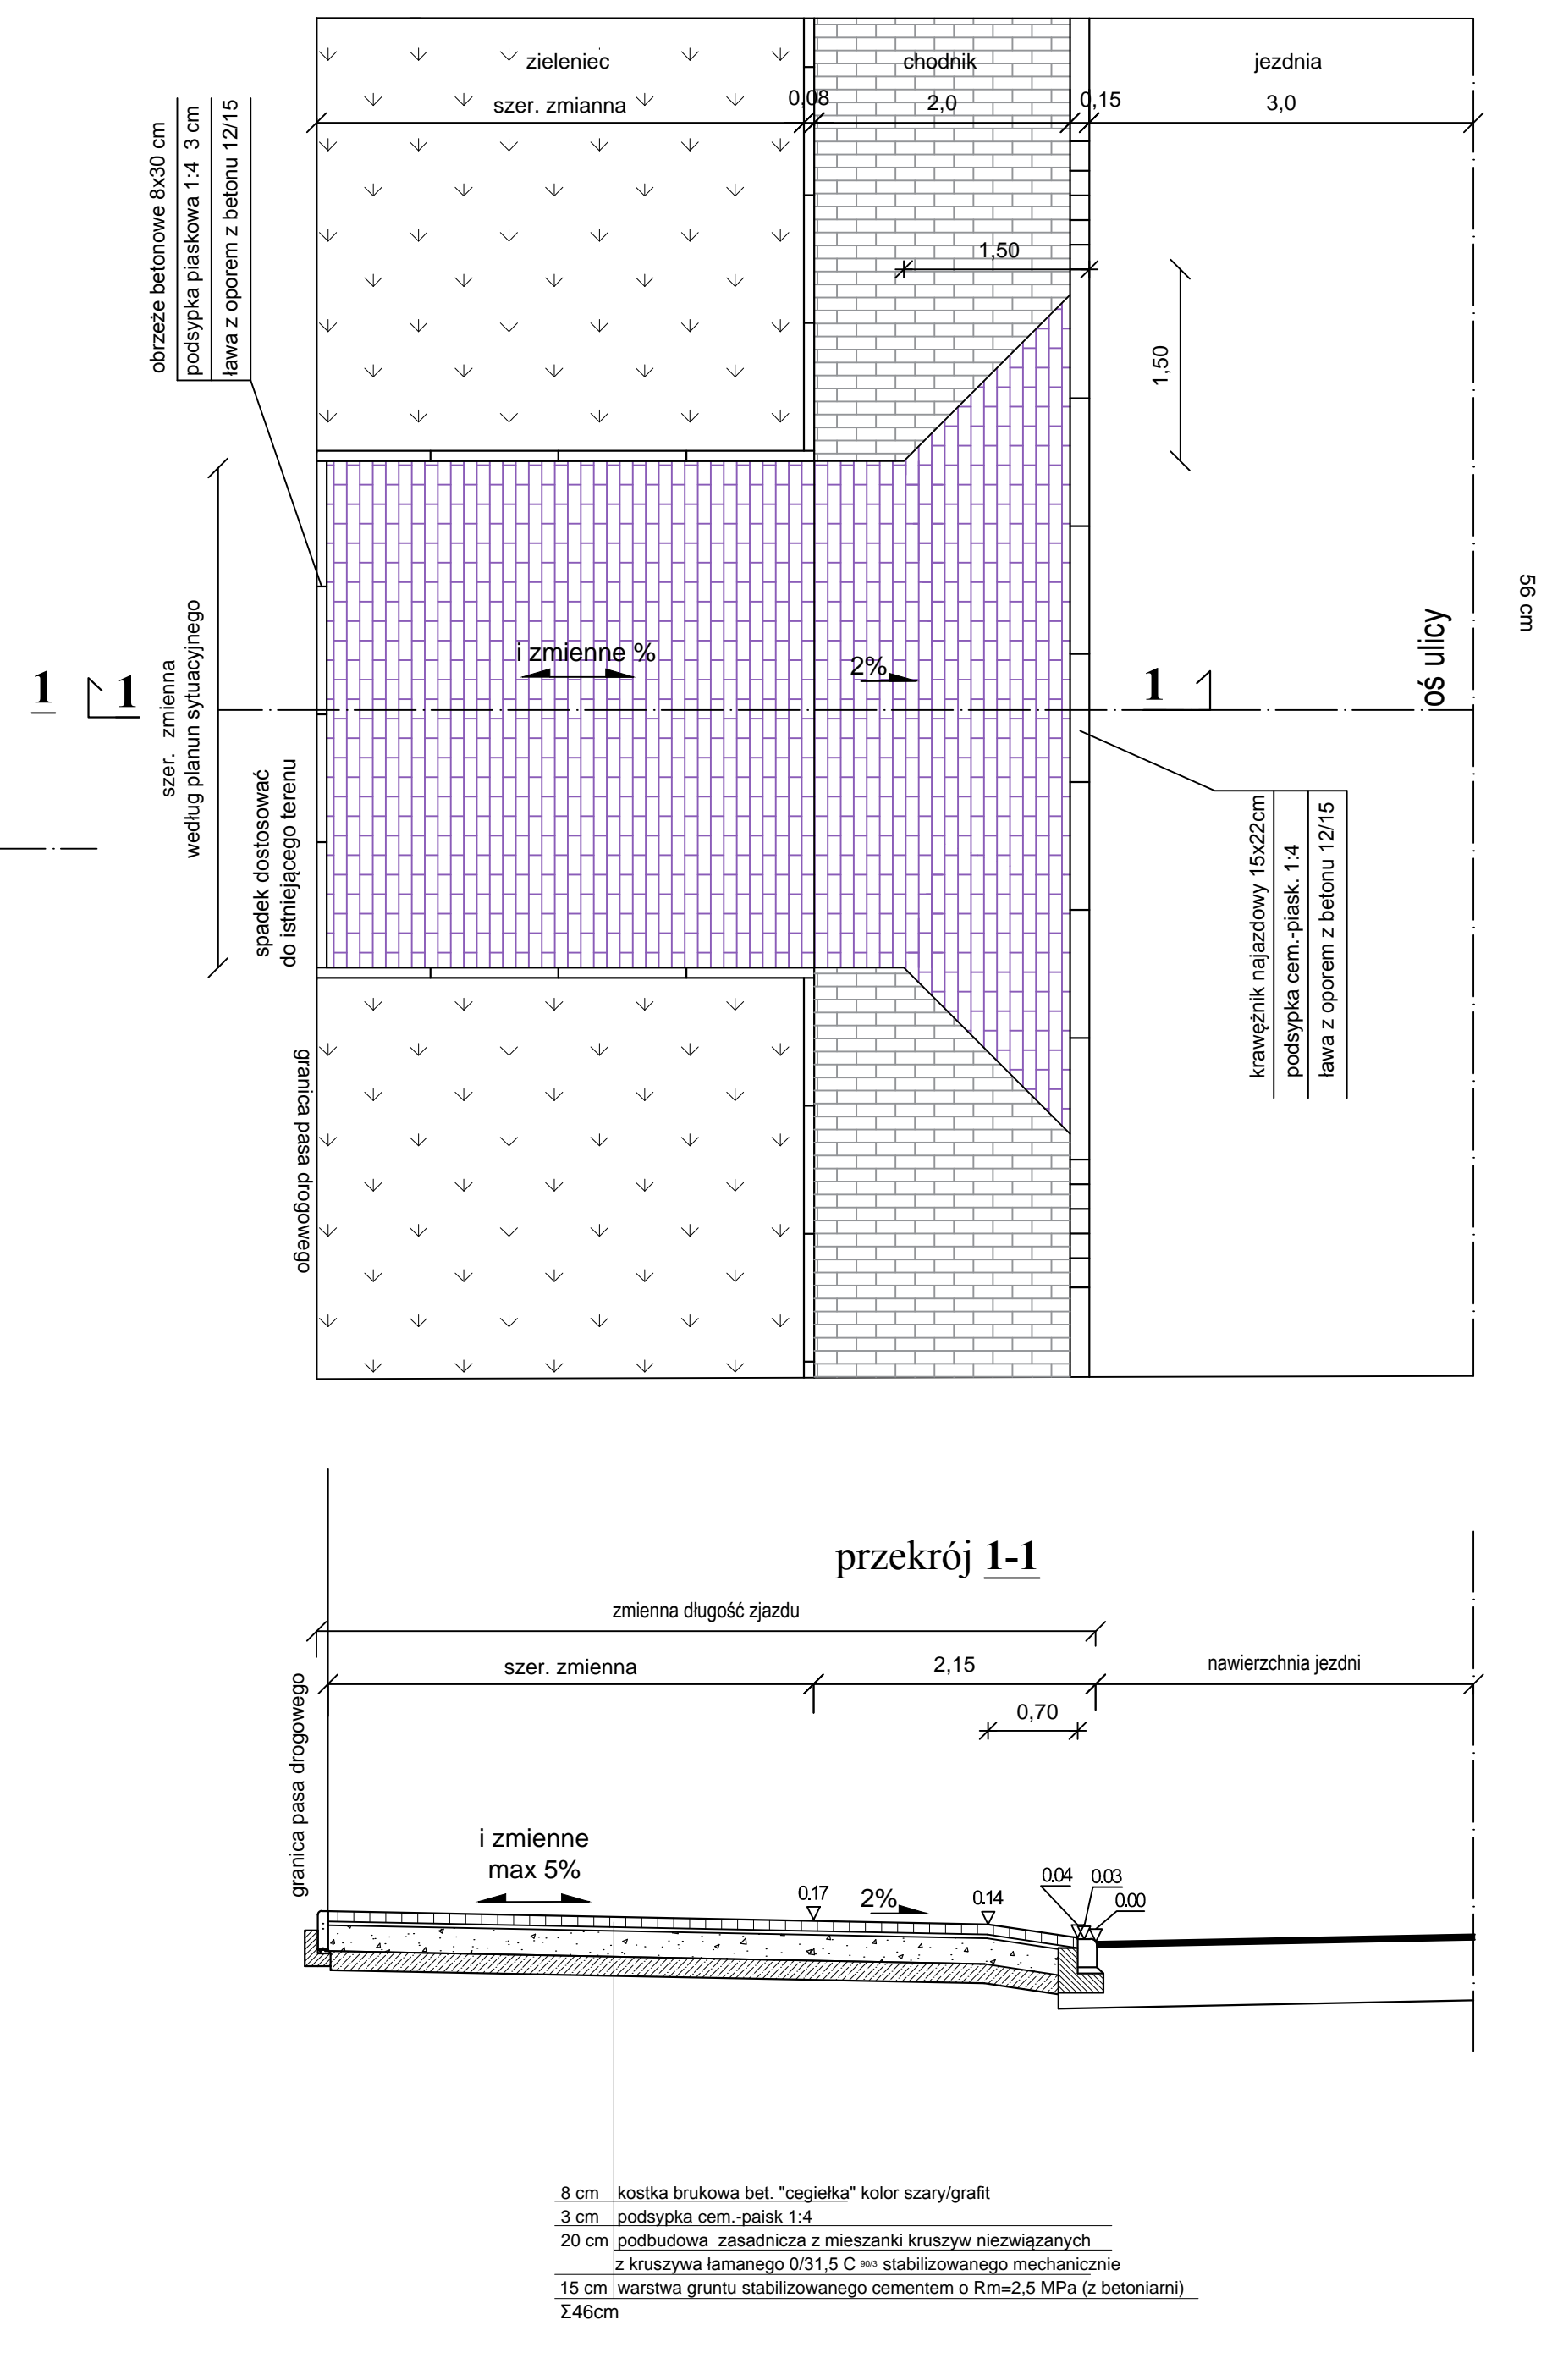 zieleniec
chodnik
jezdnia
szer. zmianna
0,08
2,0
0,15
3,0
obrzeże betonowe 8x30 cm
podsypka piaskowa 1:4 3 cm
ława z oporem z betonu 12/15
1,50
1,50
56 cm
oś ulicy
i zmienne %
2%
1
1
1
szer. zmienna
według planun sytuacyjnego
spadek dostosować
do istniejącego terenu
krawężnik najazdowy 15x22cm
podsypka cem.-piask. 1:4
ława z oporem z betonu 12/15
granica pasa drogowego
przekrój 1-1
zmienna długość zjazdu
szer. zmienna
2,15
nawierzchnia jezdni
0,70
granica pasa drogowego
i zmienne
max 5%
0.17
2%
0.14
0.04
0.03
0.00
8 cm kostka brukowa bet. "cegiełka" kolor szary/grafit
3 cm podsypka cem.-paisk 1:4
20 cm podbudowa zasadnicza z mieszanki kruszyw niezwiązanych
z kruszywa łamanego 0/31,5 C 90/3 stabilizowanego mechanicznie
15 cm warstwa gruntu stabilizowanego cementem o Rm=2,5 MPa (z betoniarni)
Σ46cm